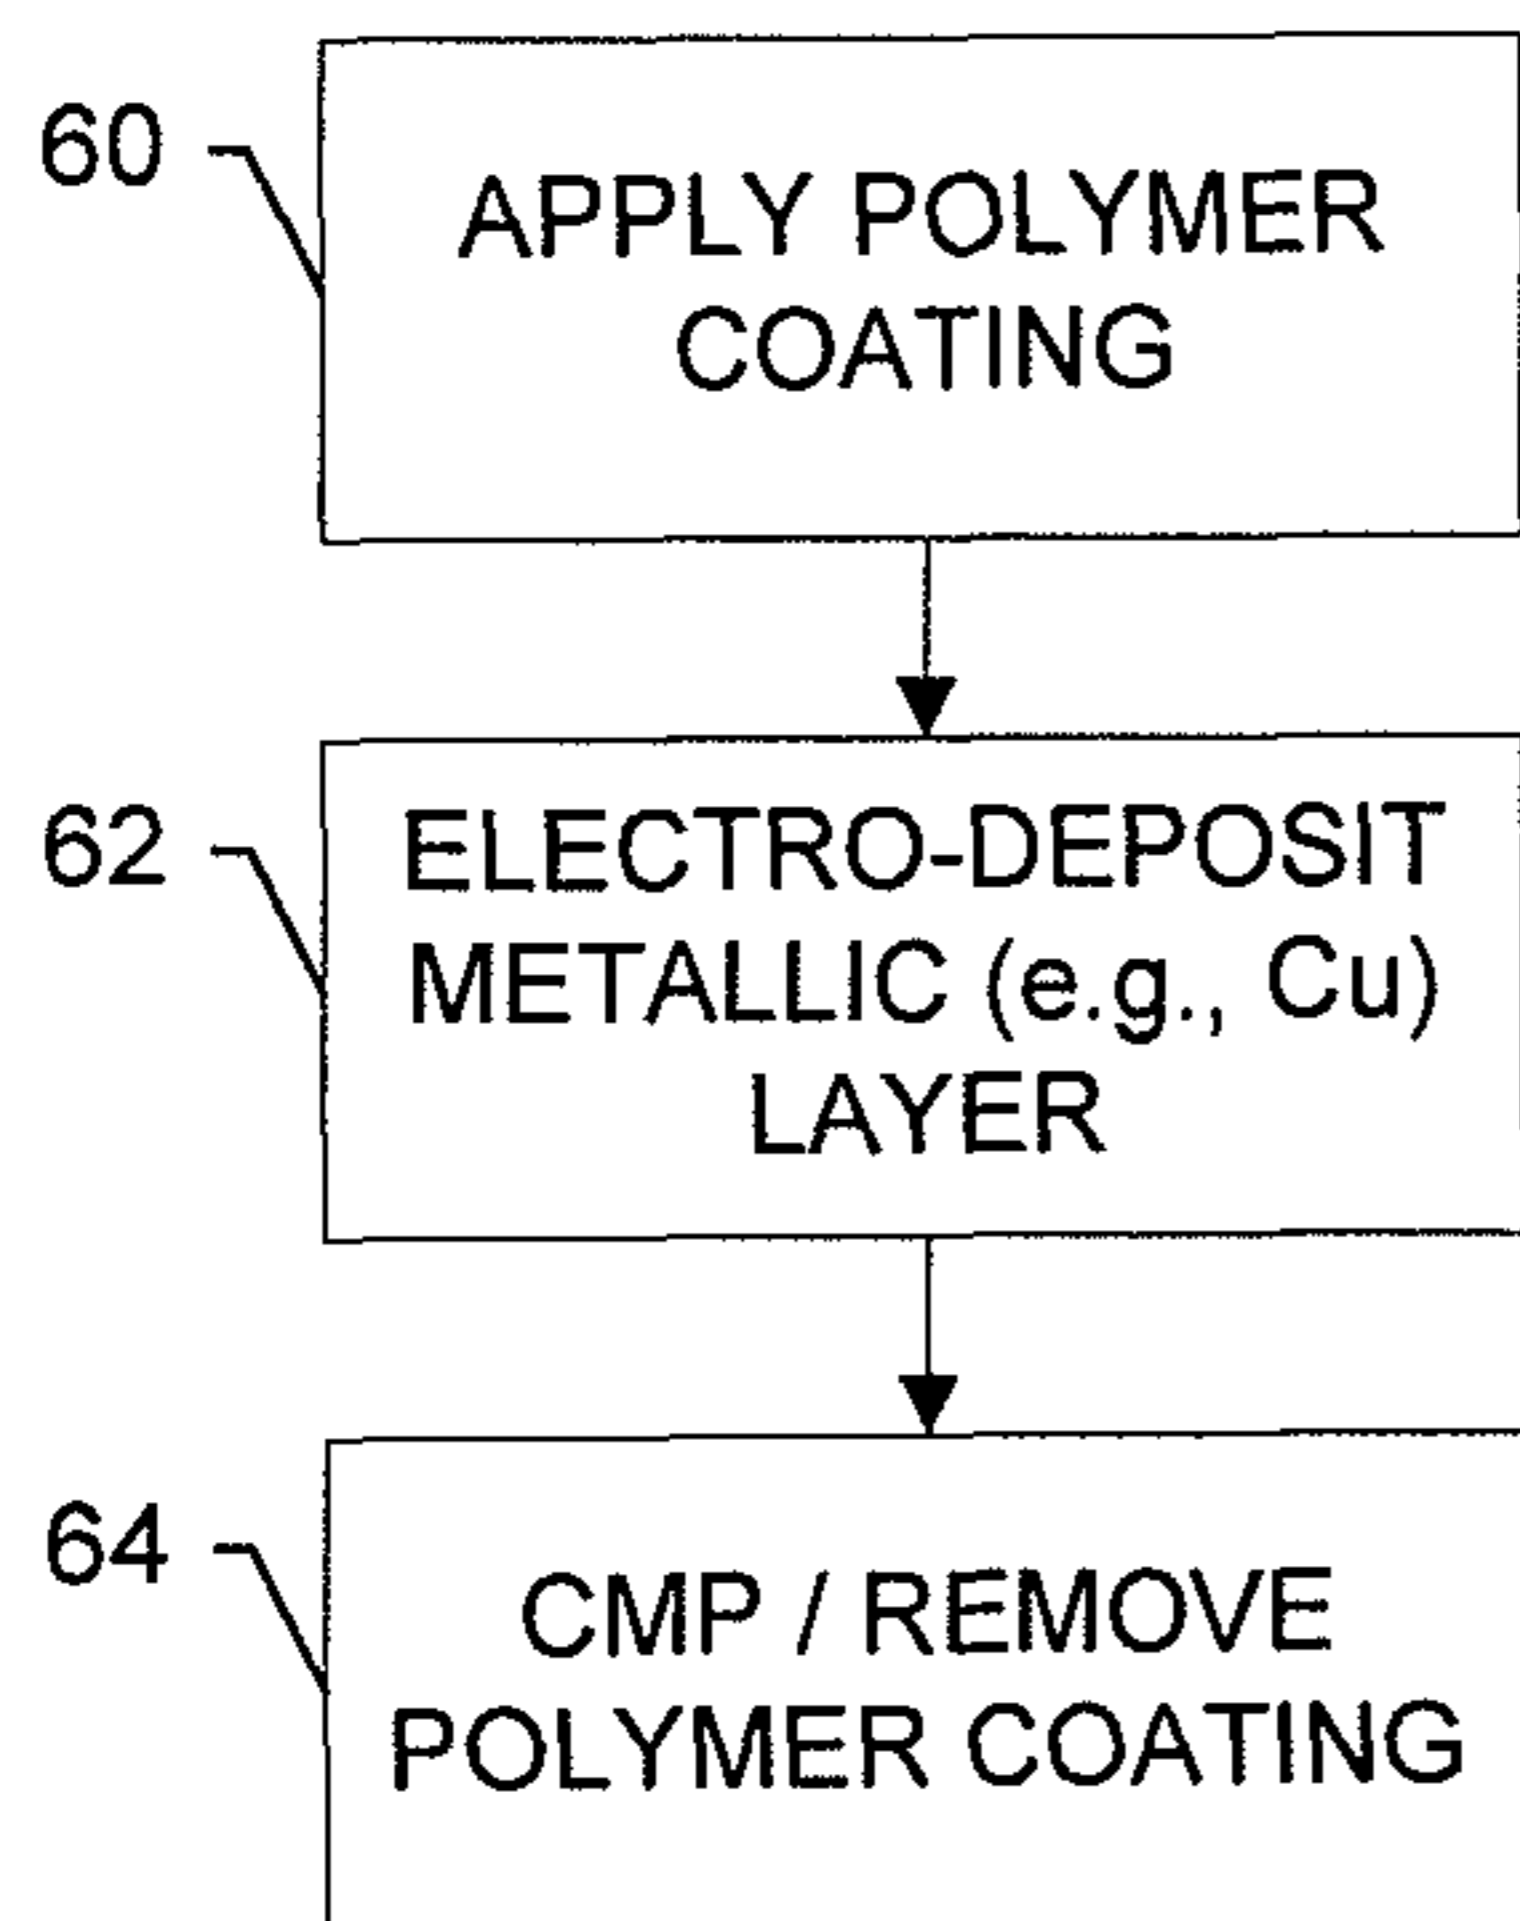 60
APPLY POLYMER
COATING
62
ELECTRO-DEPOSIT
METALLIC (e.g., Cu)
LAYER
64
CMP / REMOVE
POLYMER COATING